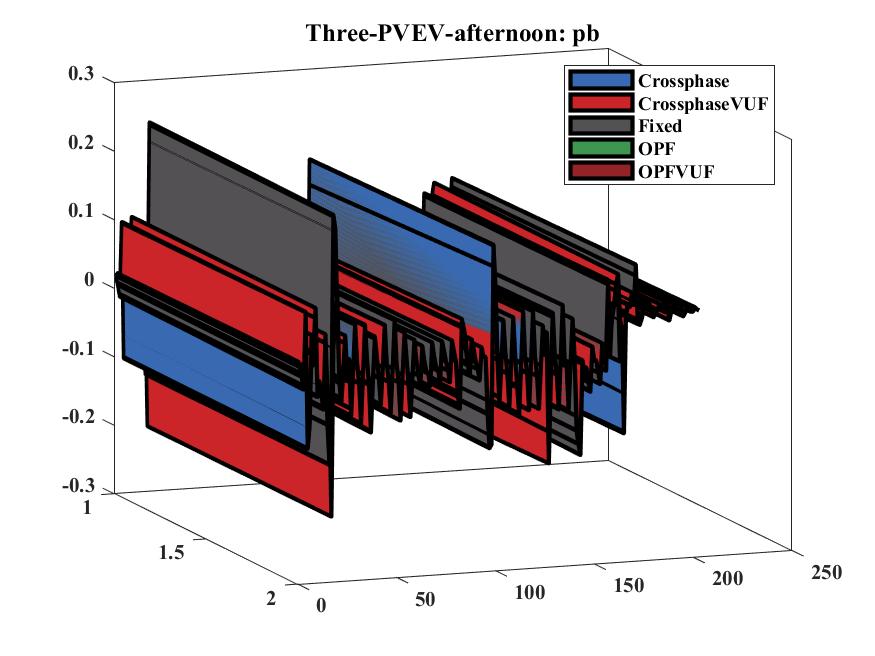 Three-PVEV-afternoon: pb
0.3
0.2
0.1
0
-0.1
-0.2
-0.3
1
1.5
2
0
50
100
150
200
250
Crossphase
CrossphaseVUF
Fixed
OPF
OPFVUF